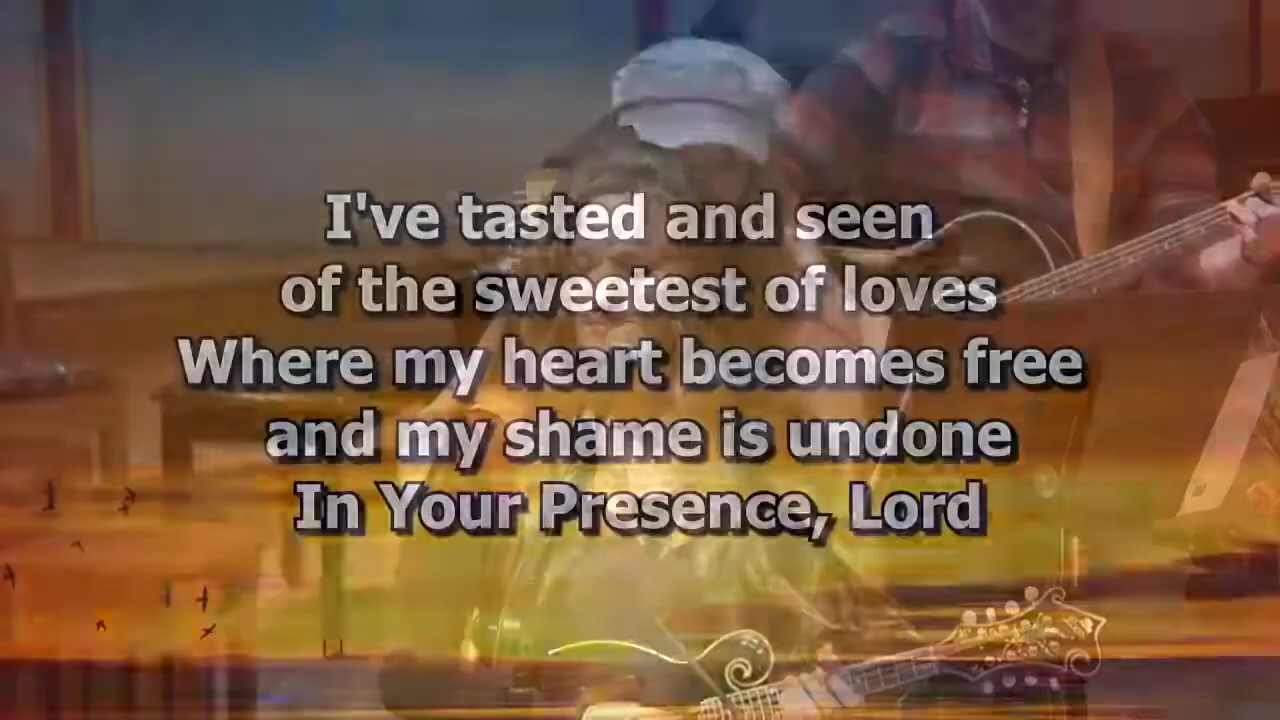 I've tasted and seen
of the sweetest of loves
Where my heart becomes free
and my shame is undone
In Your Presence, Lord